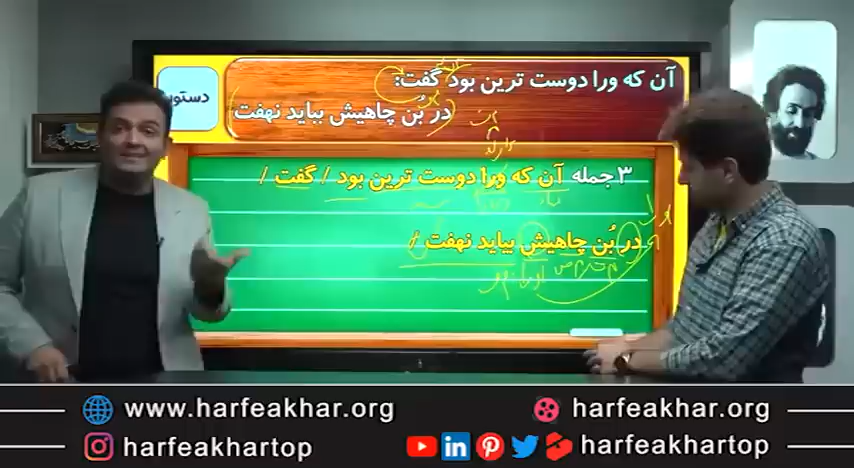 آن که ورا دوست ترین بود گفت:
دستور
در بُن چاهیش بباید نهفت
۳ جمله آن که ورا دوست ترین بود / گفت /
در بُن چاهیش بباید نهفت /
www.harfeakhar.org
harfeakhar.org
harfeakhartop
harfeakhartop